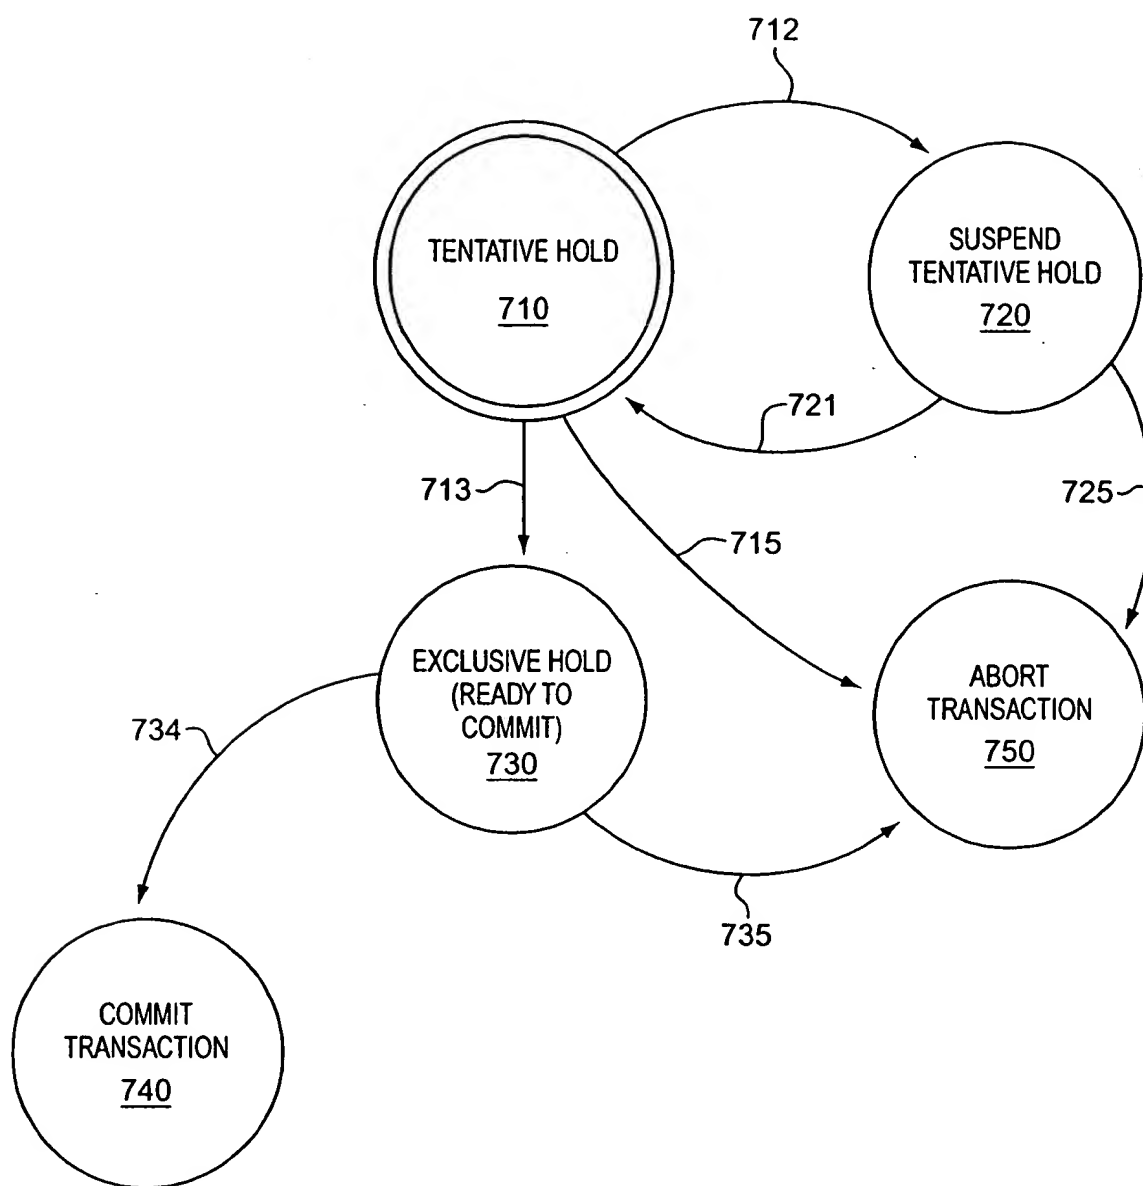 712
TENTATIVE HOLD
710
SUSPEND
TENTATIVE HOLD
720
721
713
725
715
EXCLUSIVE HOLD
(READY TO
COMMIT)
730
ABORT
TRANSACTION
750
734
735
COMMIT
TRANSACTION
740